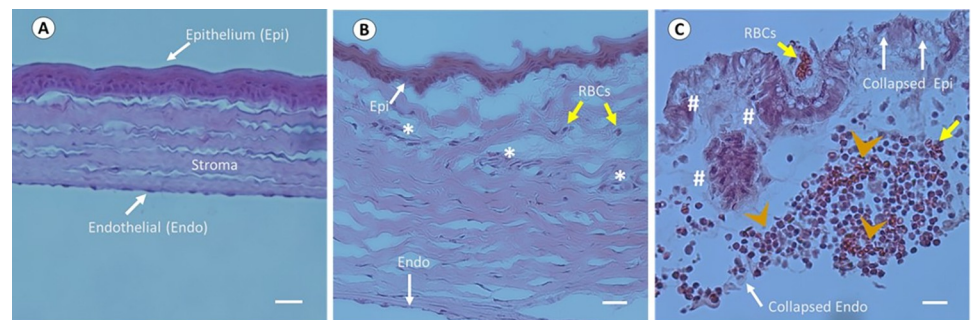 A
Epithelium (Epi)
Stroma
Endothelial (Endo)
B
Epi
RBCs
*
*
*
Endo
C
RBCs
Collapsed Epi
#
#
#
Collapsed Endo